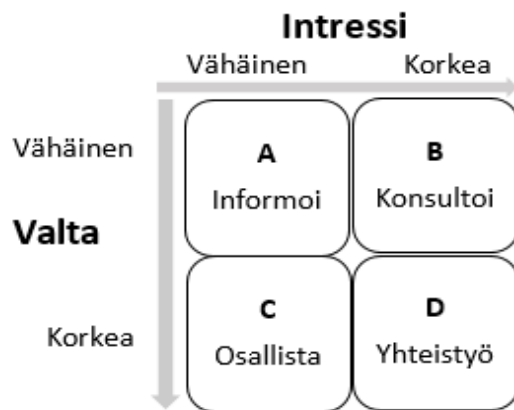 Intressi
Vähäinen Korkea
Vähäinen
Valta
Korkea
A
Informoi
B
Konsultoi
C
Osallista
D
Yhteistyö